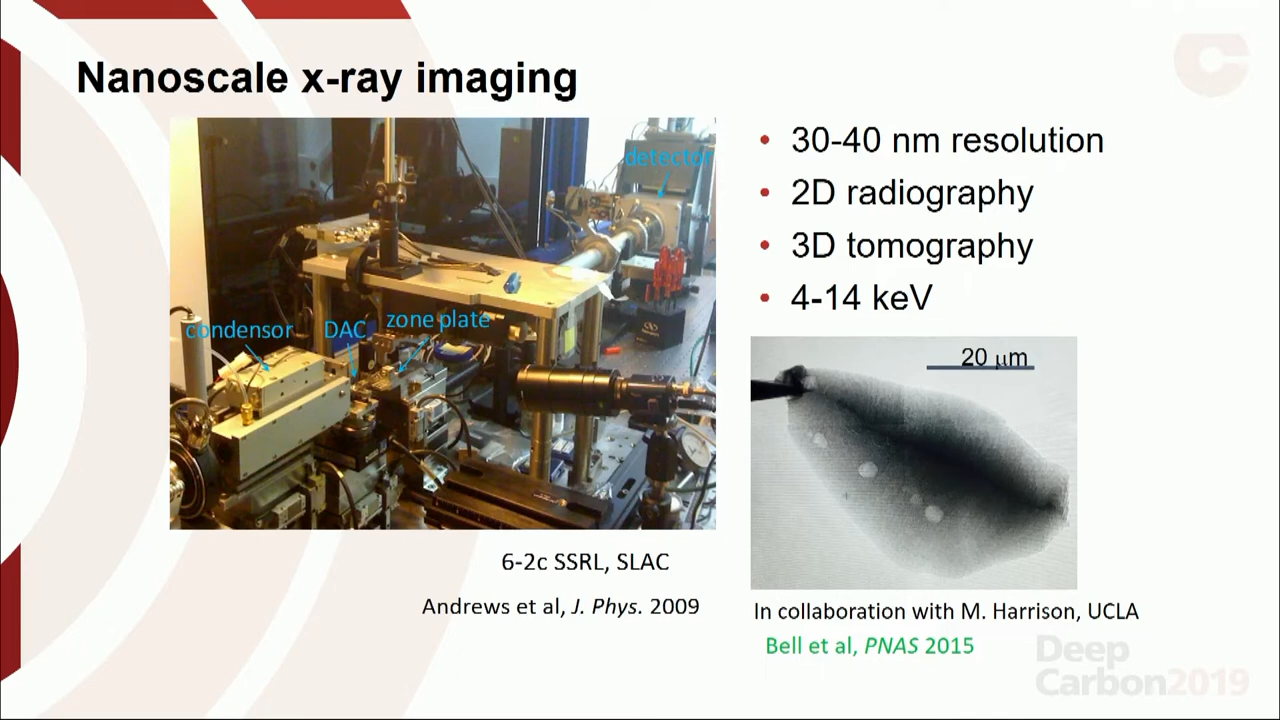 Nanoscale x-ray imaging
detector
condensor
DAC
zone plate
6-2c SSRL, SLAC
Andrews et al, J. Phys. 2009
• 30-40 nm resolution
• 2D radiography
• 3D tomography
• 4-14 keV
20 μm
In collaboration with M. Harrison, UCLA
Bell et al, PNAS 2015
Deep
Carbon2019